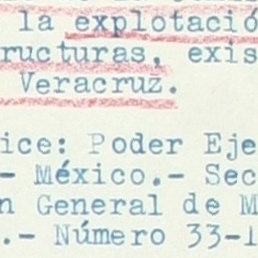 la explotació
ructuras, exis
Veracruz.
ice: Poder Eje
- México.- Sec
n General de M
.- Número 33-1